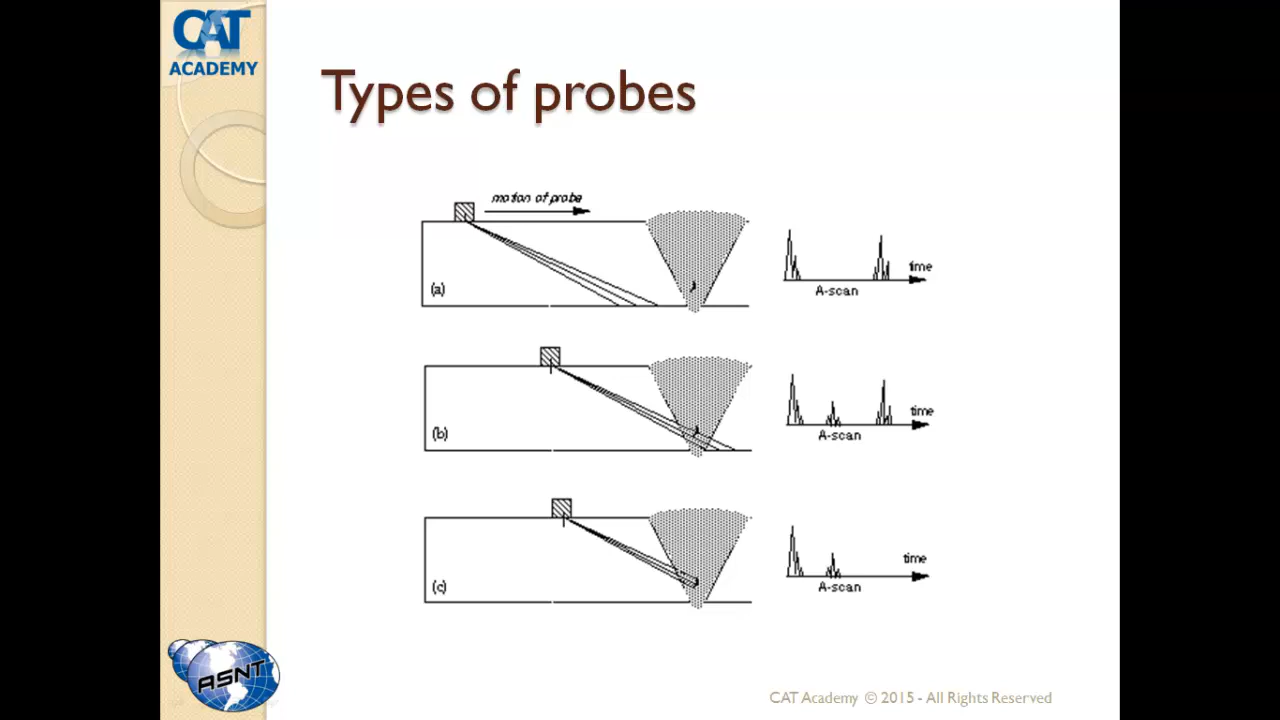 CAT
ACADEMY
Types of probes
motion of probe
(a)
time
A-scan
(b)
time
A-scan
(c)
time
A-scan
ASNT
CAT Academy © 2015 - All Rights Reserved